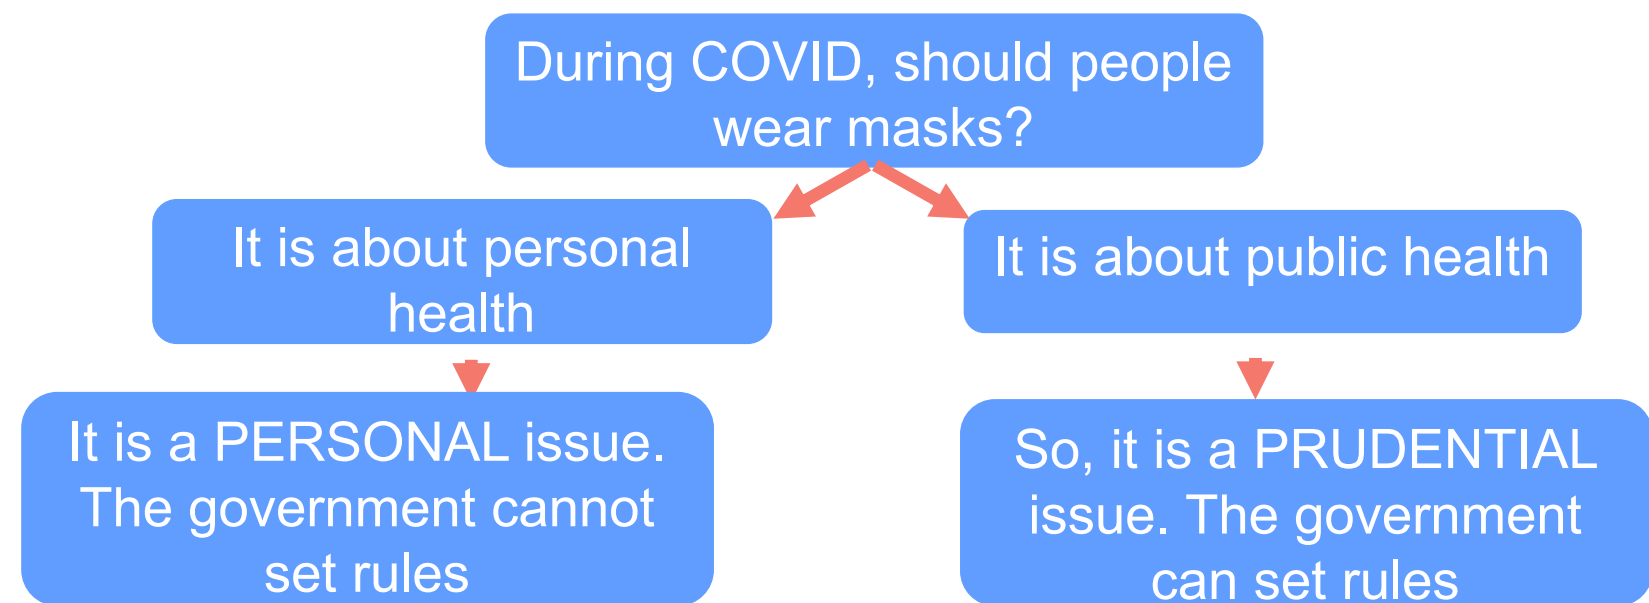 During COVID, should people
wear masks?
It is about personal
health
It is about public health
It is a PERSONAL issue.
The government cannot
set rules
So, it is a PRUDENTIAL
issue. The government
can set rules